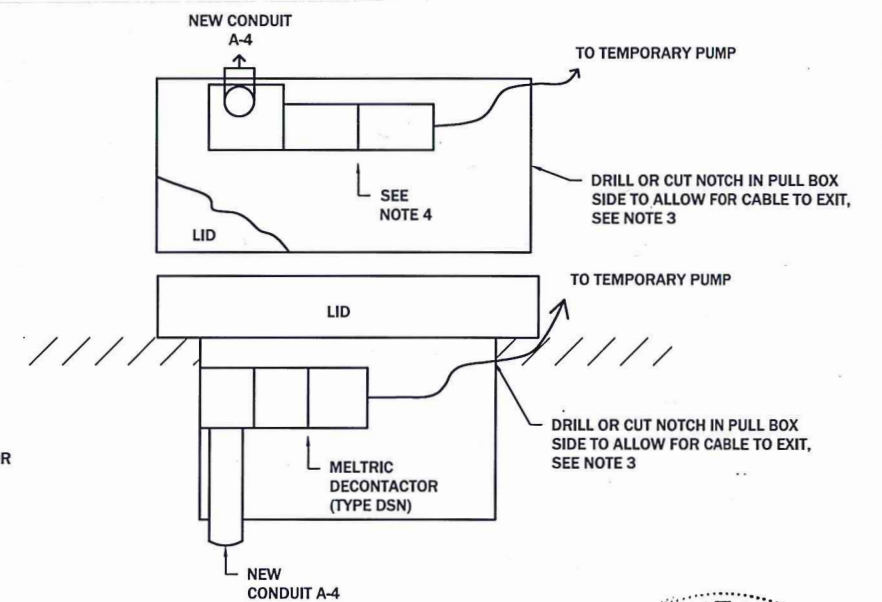 NEW CONDUIT
A-4
TO TEMPORARY PUMP
SEE
NOTE 4
DRILL OR CUT NOTCH IN PULL BOX
SIDE TO ALLOW FOR CABLE TO EXIT,
SEE NOTE 3
LID
TO TEMPORARY PUMP
LID
DRILL OR CUT NOTCH IN PULL BOX
SIDE TO ALLOW FOR CABLE TO EXIT,
SEE NOTE 3
R
MELTRIC
DECONTACTOR
(TYPE DSN)
NEW
CONDUIT A-4